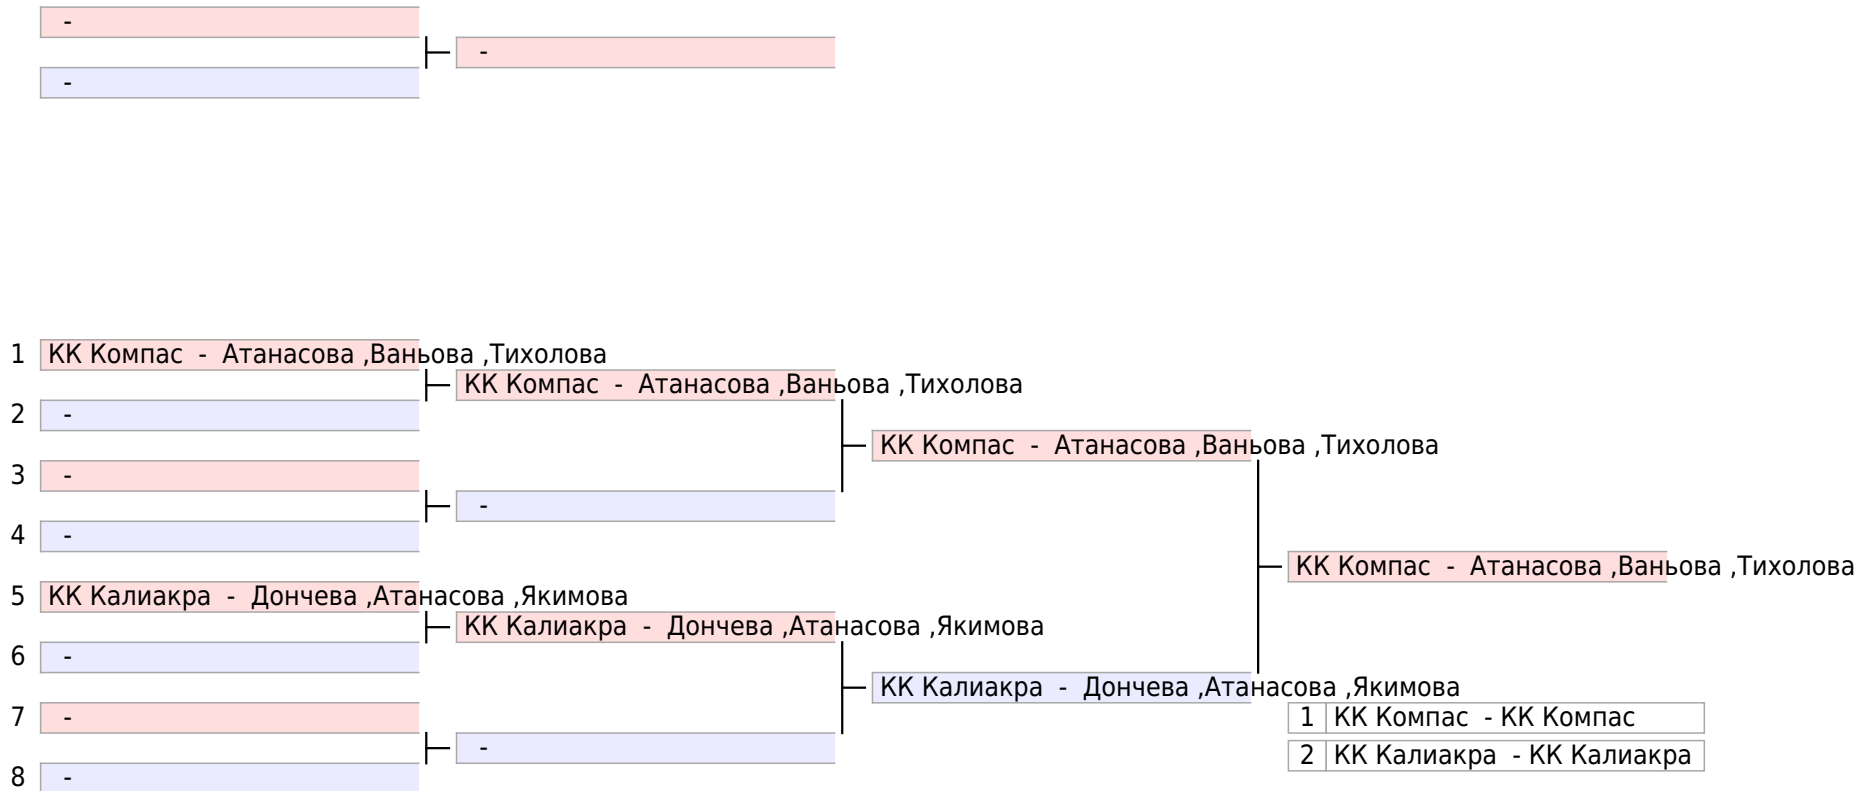 -
-
-
1 КК Компас - Атанасова ,Ваньова ,Тихолова
КК Компас - Атанасова ,Ваньова ,Тихолова
2 -
КК Компас - Атанасова ,Ваньова ,Тихолова
3 -
-
4 -
КК Компас - Атанасова ,Ваньова ,Тихолова
5 КК Калиакра - Дончева ,Атанасова ,Якимова
КК Калиакра - Дончева ,Атанасова ,Якимова
6 -
КК Калиакра - Дончева ,Атанасова ,Якимова
7 -
1 КК Компас - КК Компас
-
2 КК Калиакра - КК Калиакра
8 -